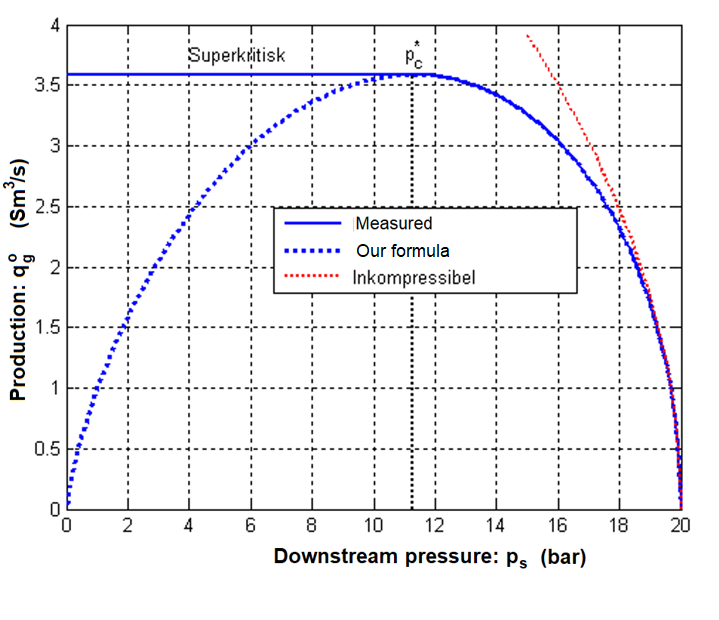 4
Superkritisk
p*c
3.5
3
2.5
2
1.5
1
0.5
0
Measured
Our formula
Inkompressibel
0 2 4 6 8 10 12 14 16 18 20
Production: q°g (Sm³/s)
Downstream pressure: ps (bar)